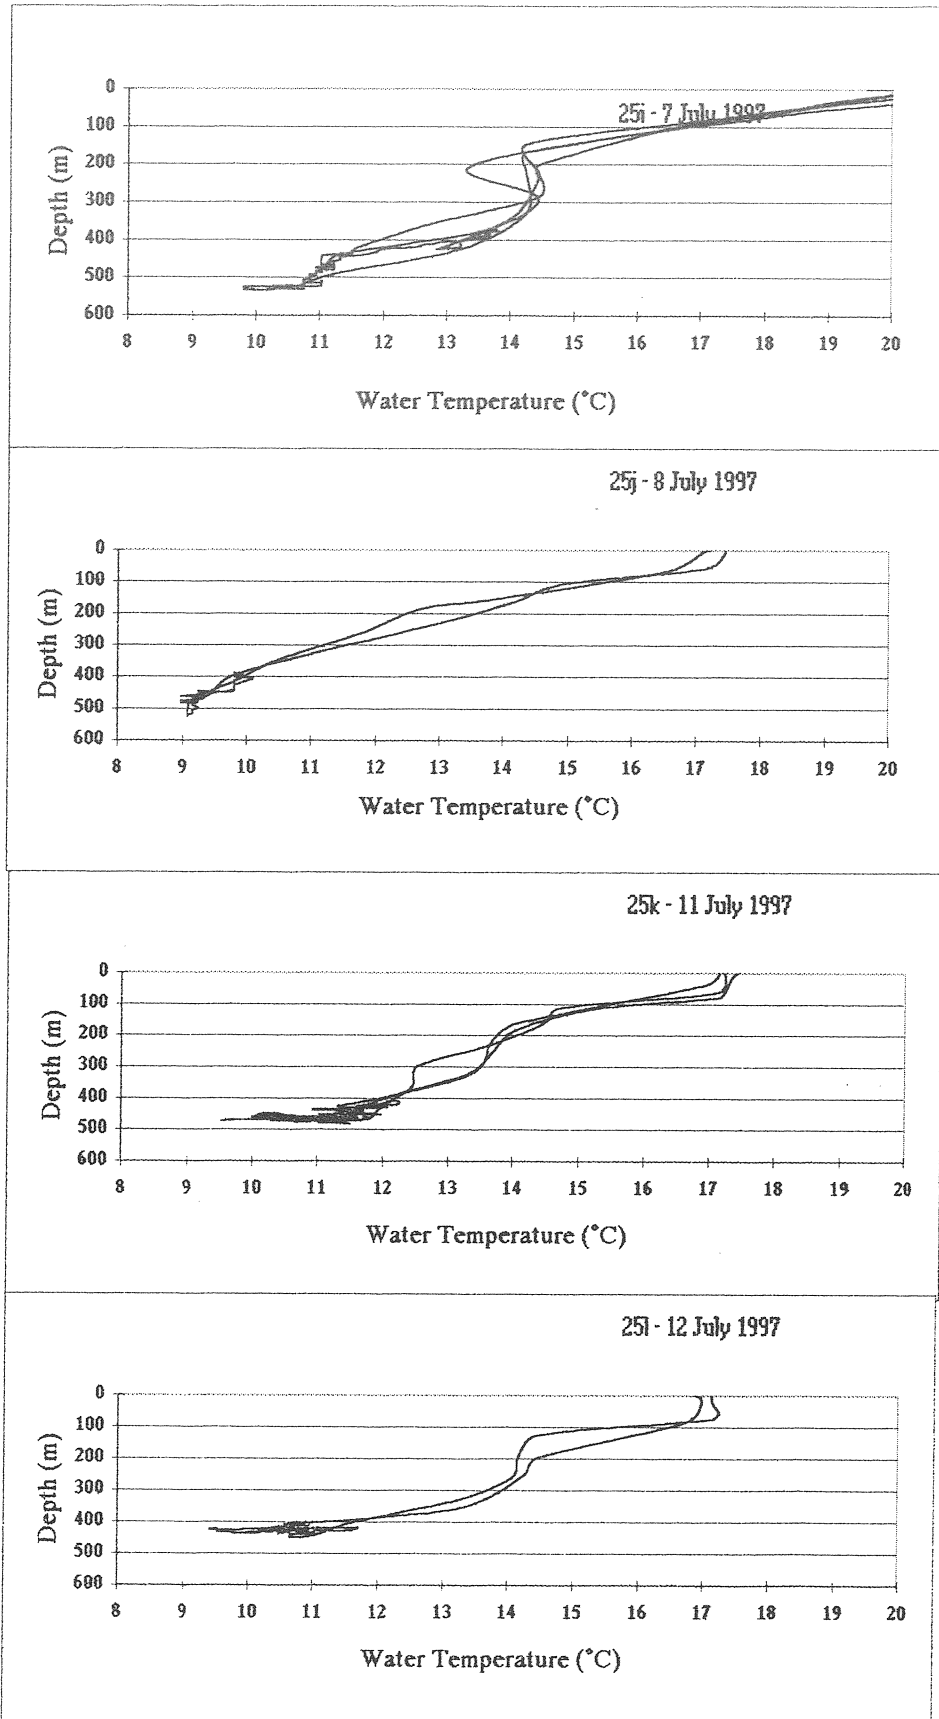 25i - 7 July 1997
Depth (m)
0
100
200
300
400
500
600
8 9 10 11 12 13 14 15 16 17 18 19 20
Water Temperature (°C)
25j - 8 July 1997
Depth (m)
0
100
200
300
400
500
600
8 9 10 11 12 13 14 15 16 17 18 19 20
Water Temperature (°C)
25k - 11 July 1997
Depth (m)
0
100
200
300
400
500
600
8 9 10 11 12 13 14 15 16 17 18 19 20
Water Temperature (°C)
25l - 12 July 1997
Depth (m)
0
100
200
300
400
500
600
8 9 10 11 12 13 14 15 16 17 18 19 20
Water Temperature (°C)